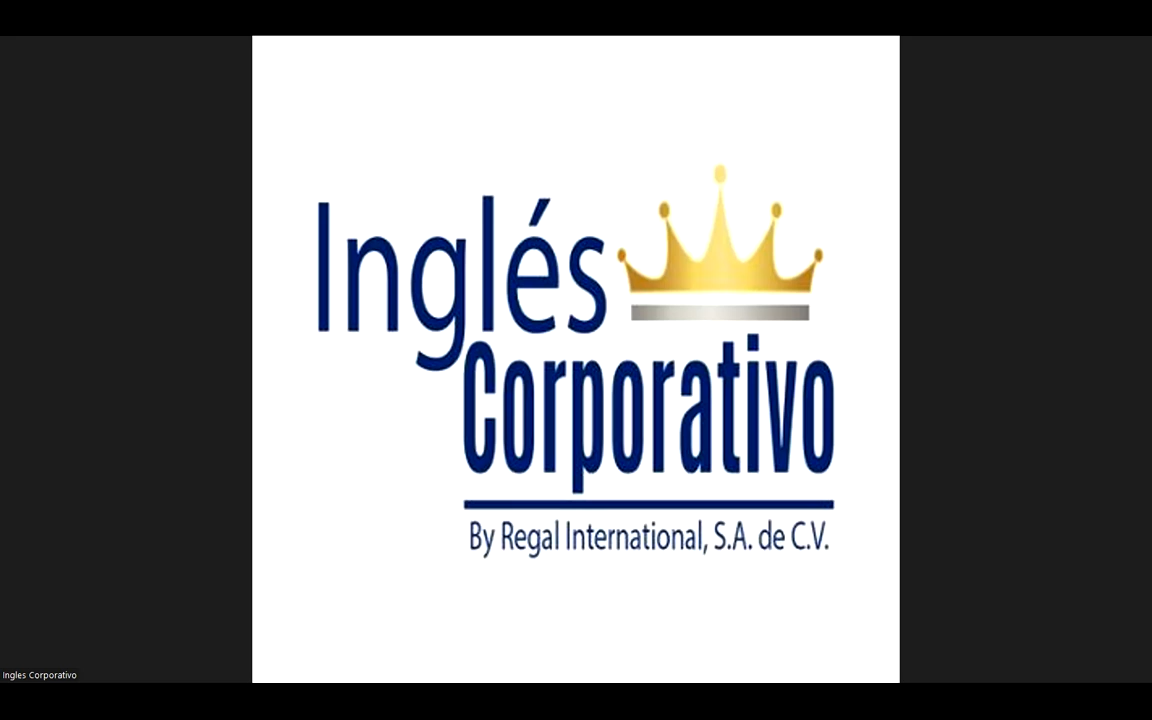 Inglés
Corporativo
By Regal International, S.A. de C.V.
Ingles Corporativo